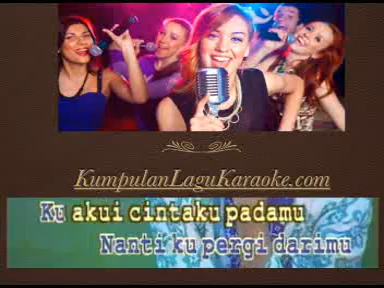 KumpulanLaguKaraoke.com
Ku akui cintaku padamu
Nanti ku pergi darimu